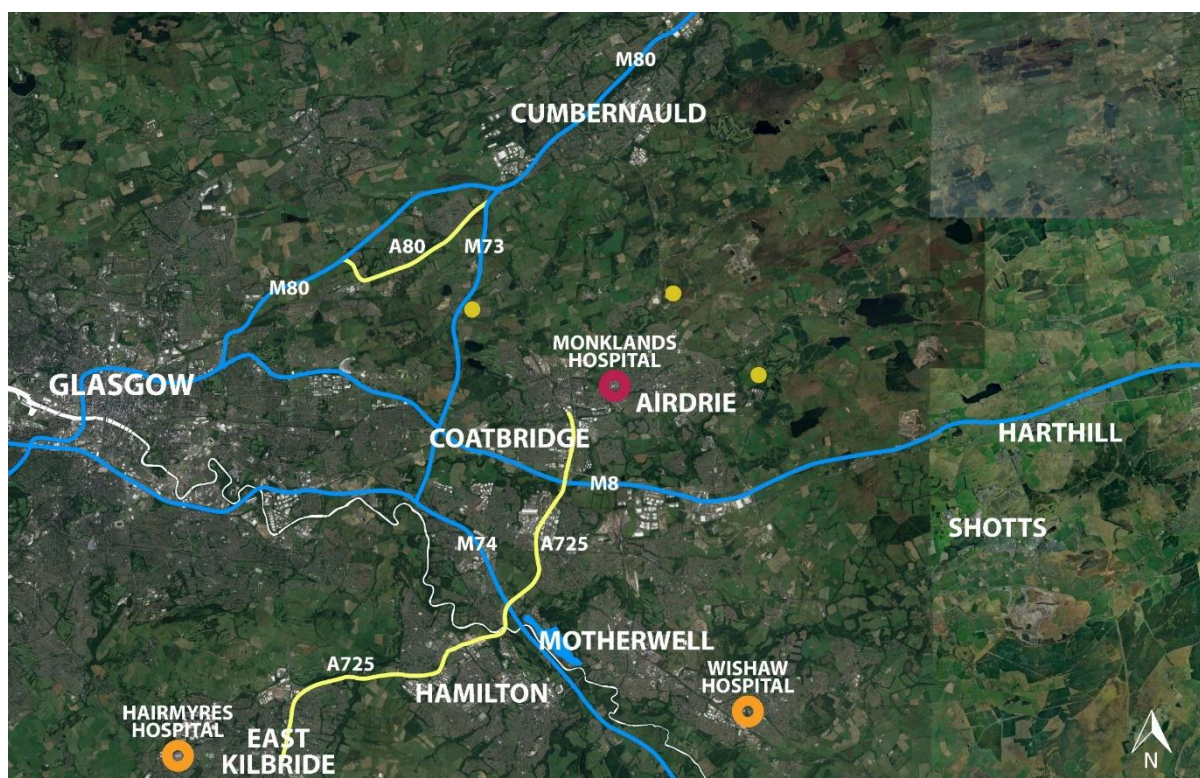 M80
CUMBERNAULD
A80
M73
M80
MONKLANDS
HOSPITAL
GLASGOW
AIRDRIE
COATBRIDGE
HARTHILL
M8
SHOTTS
M74
A725
MOTHERWELL
A725
WISHAW
HOSPITAL
HAMILTON
HAIRMYRES
HOSPITAL
EAST
KILBRIDE
N